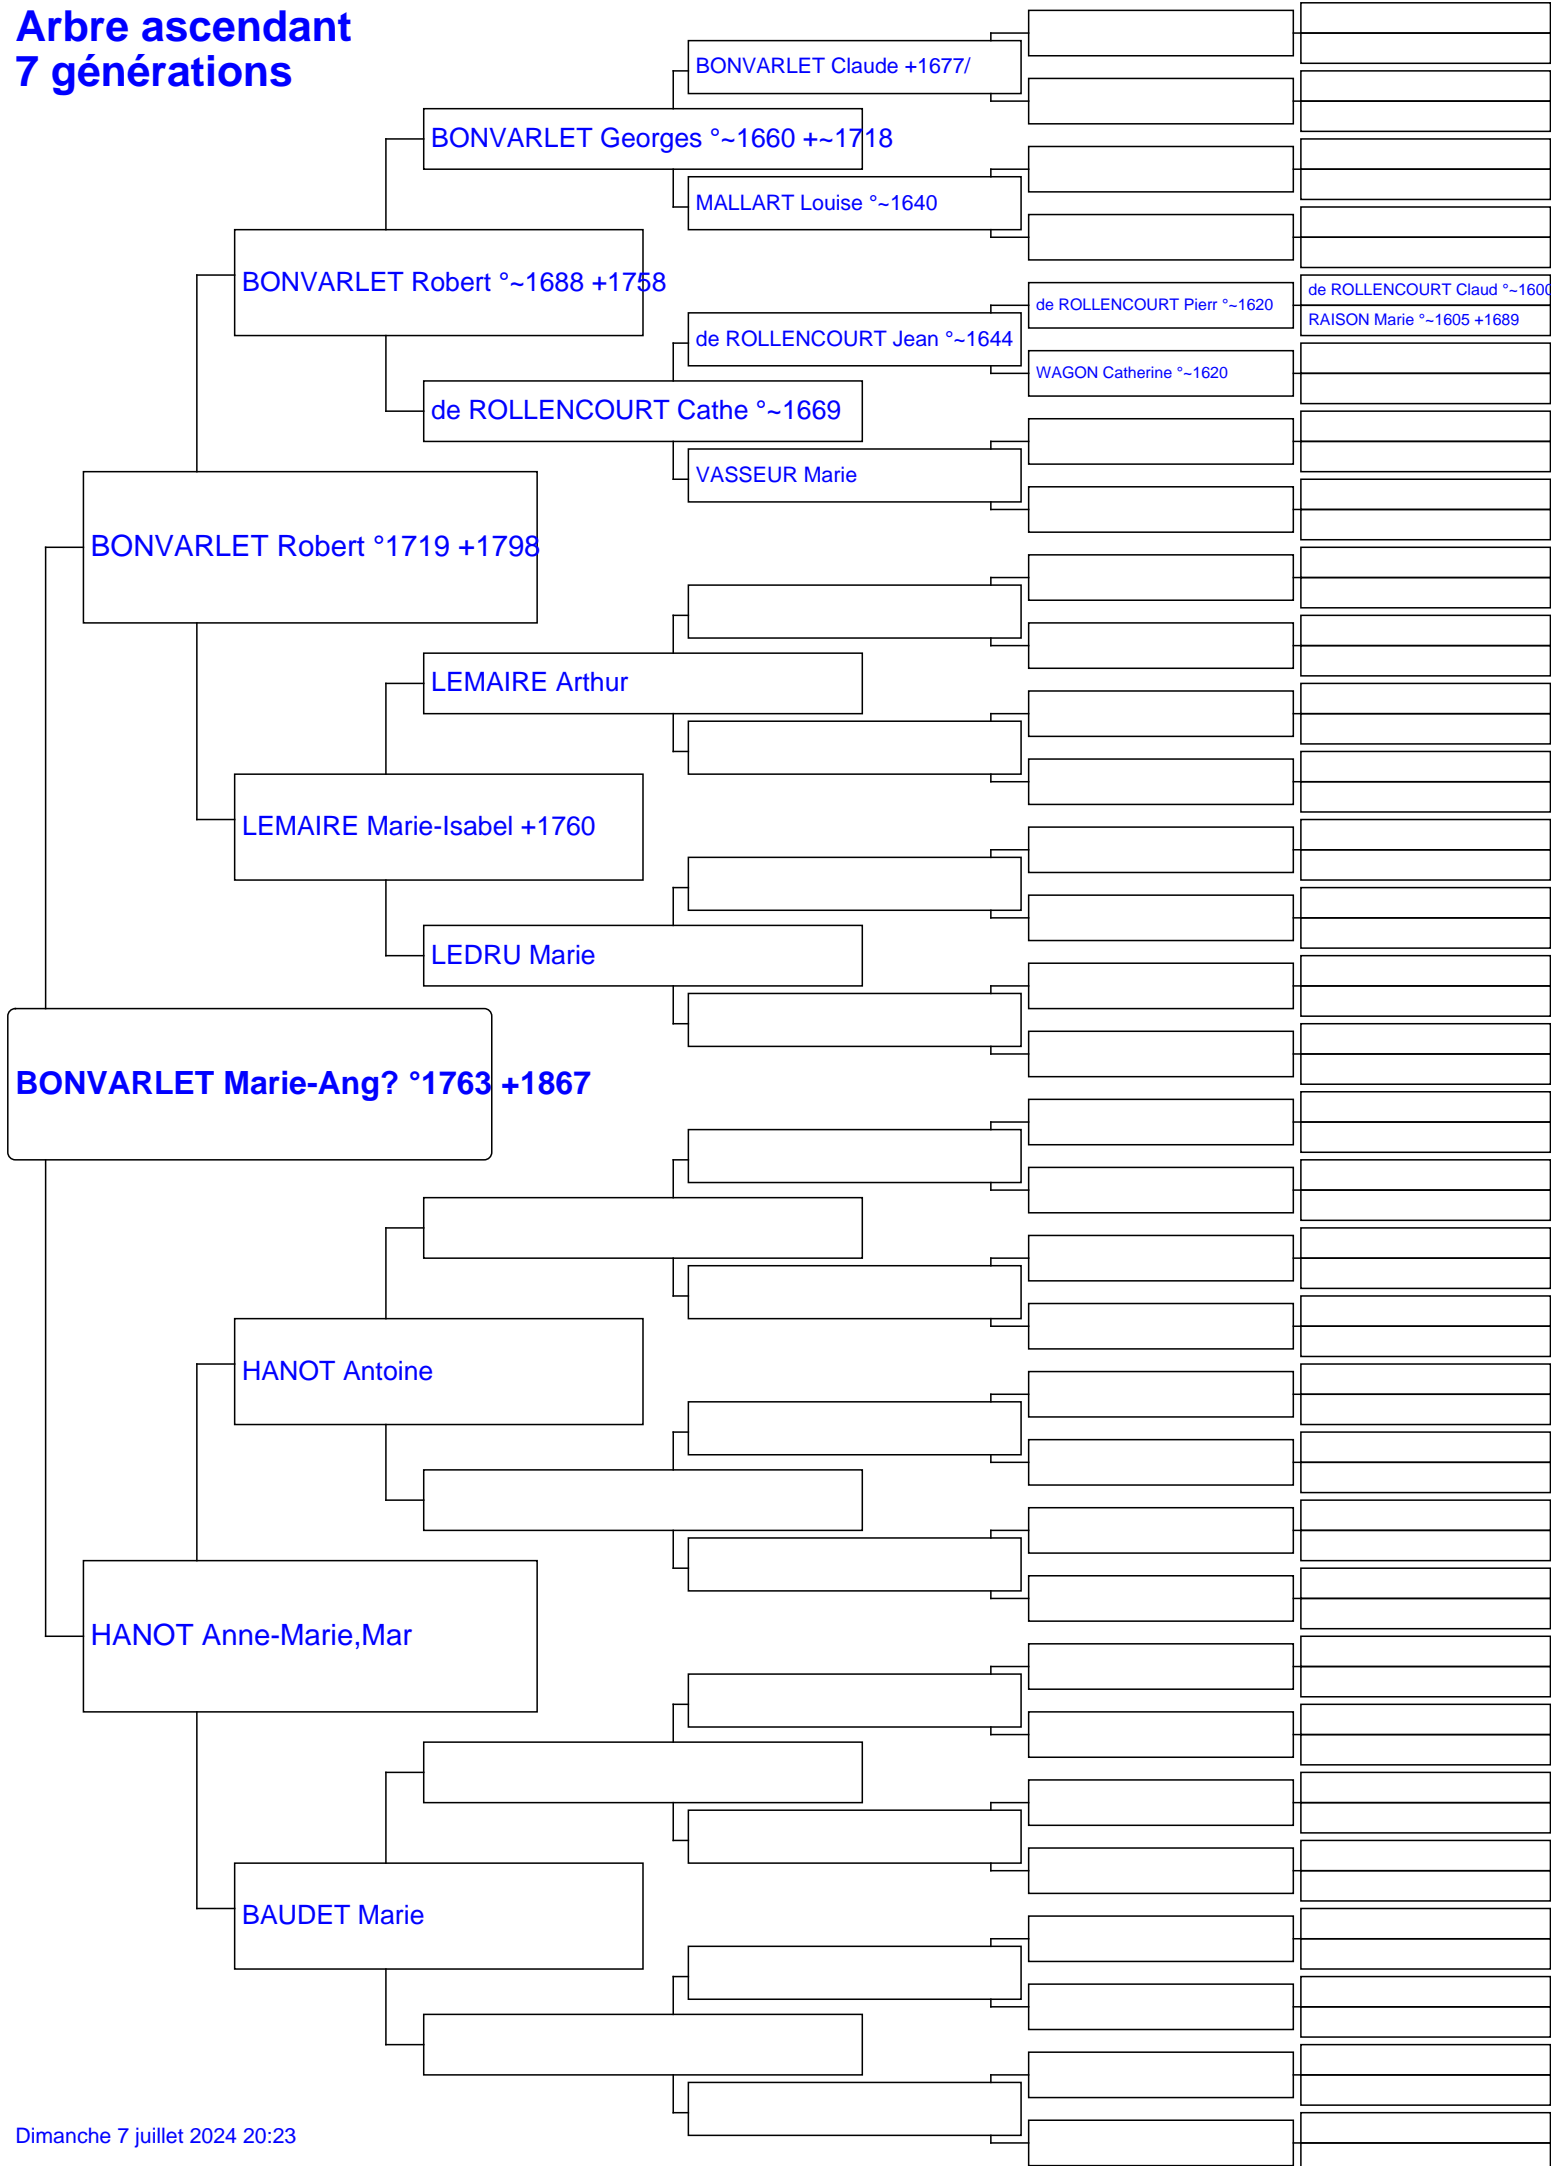 Arbre ascendant
7 générations
BONVARLET Claude +1677/
BONVARLET Georges °~1660 +~1718
MALLART Louise °~1640
BONVARLET Robert °~1688 +1758
de ROLLENCOURT Claud °~1600
de ROLLENCOURT Pierr °~1620
RAISON Marie °~1605 +1689
de ROLLENCOURT Jean °~1644
WAGON Catherine °~1620
de ROLLENCOURT Cathe °~1669
VASSEUR Marie
BONVARLET Robert °1719 +1798
LEMAIRE Arthur
LEMAIRE Marie-Isabel +1760
LEDRU Marie
BONVARLET Marie-Ang? °1763 +1867
HANOT Antoine
HANOT Anne-Marie,Mar
BAUDET Marie
Dimanche 7 juillet 2024 20:23